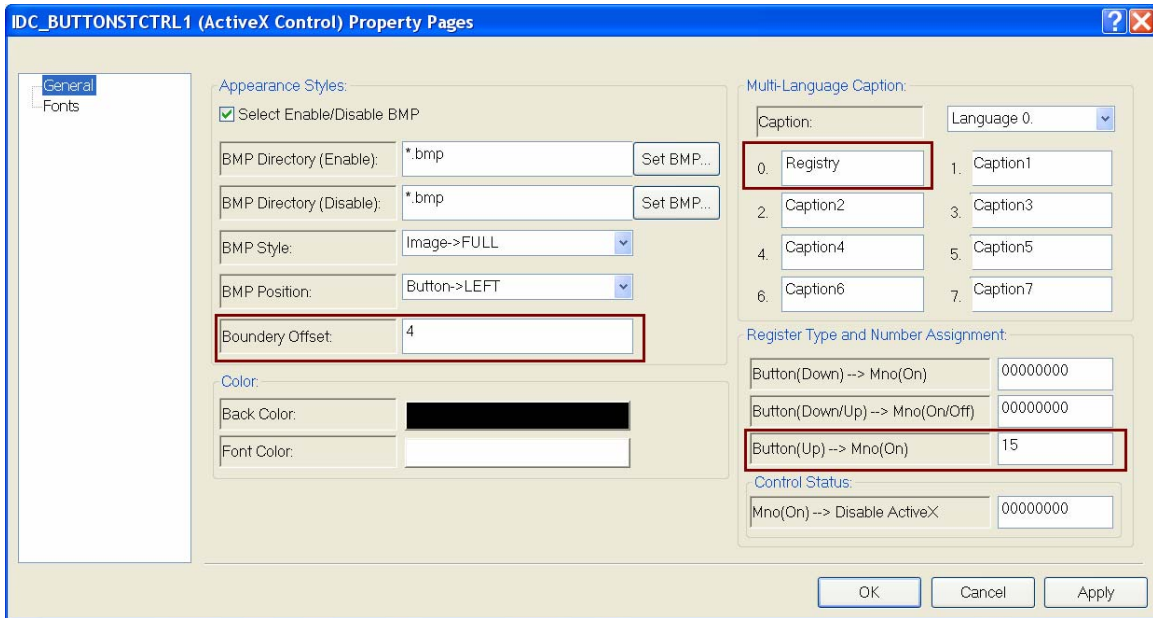 IDC_BUTTONSTCTRL1 (ActiveX Control) Property Pages
General
Fonts
Appearance Styles:
Select Enable/Disable BMP
BMP Directory (Enable): *.bmp Set BMP...
BMP Directory (Disable): *.bmp Set BMP...
BMP Style: Image->FULL
BMP Position: Button->LEFT
Boundery Offset: 4
Color:
Back Color:
Font Color:
Multi-Language Caption:
Caption: Language 0.
0. Registry 1. Caption1
2. Caption2 3. Caption3
4. Caption4 5. Caption5
6. Caption6 7. Caption7
Register Type and Number Assignment:
Button(Down) --> Mno(On) 00000000
Button(Down/Up) --> Mno(On/Off) 00000000
Button(Up) --> Mno(On) 15
Control Status:
Mno(On) --> Disable ActiveX 00000000
OK Cancel Apply